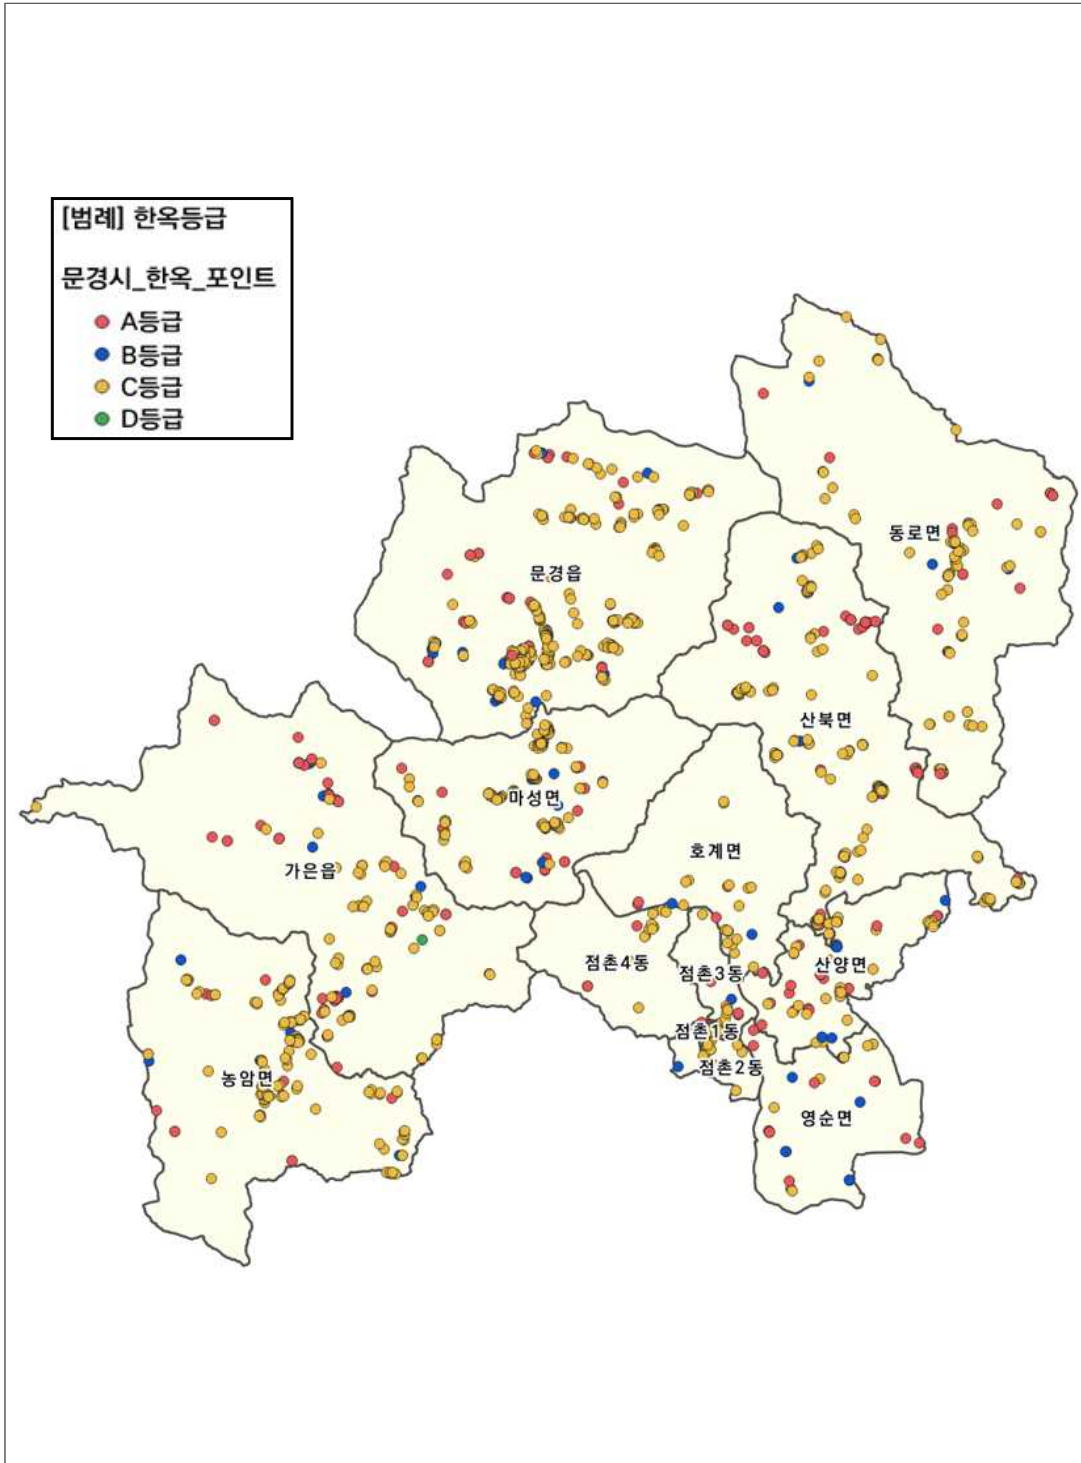 [범례] 한옥등급
문경시_한옥_포인트
A등급
B등급
C등급
D등급
동로면
문경읍
산북면
마성면
호계면
가은읍
점촌4동
점촌3동
산양면
점촌1동
점촌2동
농암면
영순면